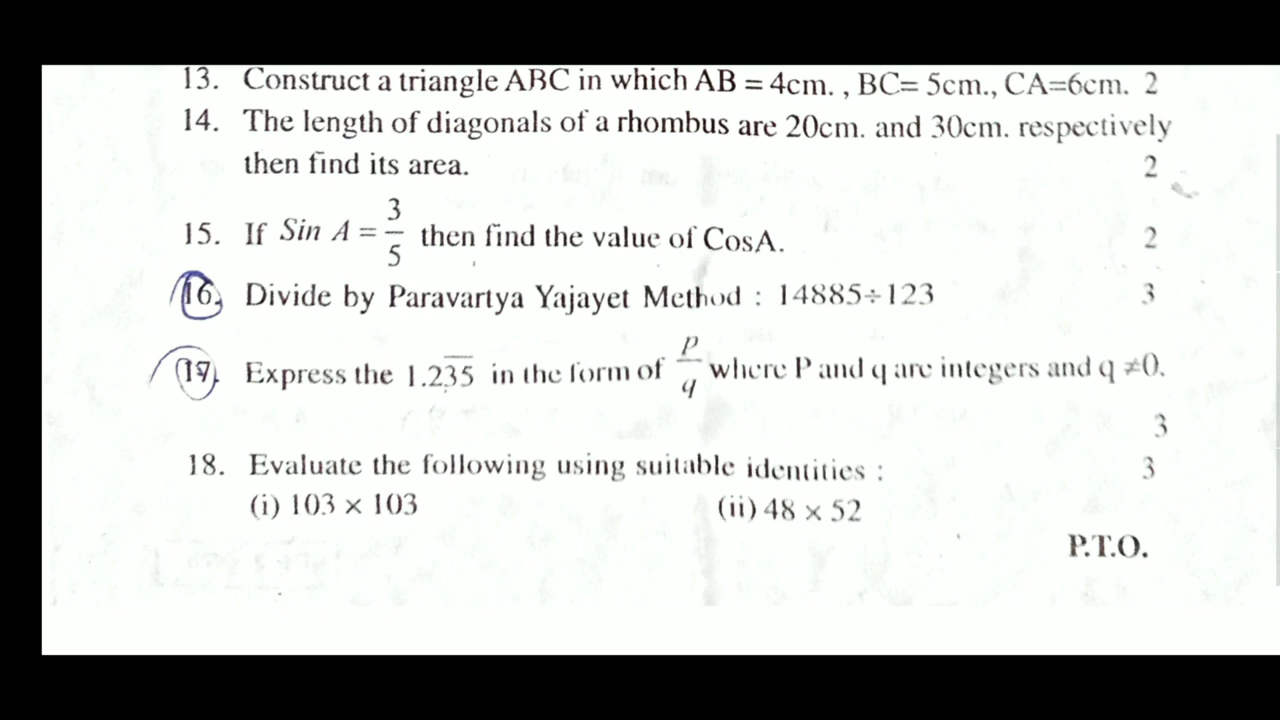 13. Construct a triangle ABC in which AB = 4cm. , BC= 5cm., CA=6cm. 2
14. The length of diagonals of a rhombus are 20cm. and 30cm. respectively
then find its area. 2
15. If Sin A = 3/5 then find the value of CosA. 2
16. Divide by Paravartya Yajayet Method : 14885÷123 3
17. Express the 1.2͞3͞5 in the form of p/q where P and q are integers and q ≠0.
3
18. Evaluate the following using suitable identities : 3
(i) 103 × 103 (ii) 48 × 52
P.T.O.